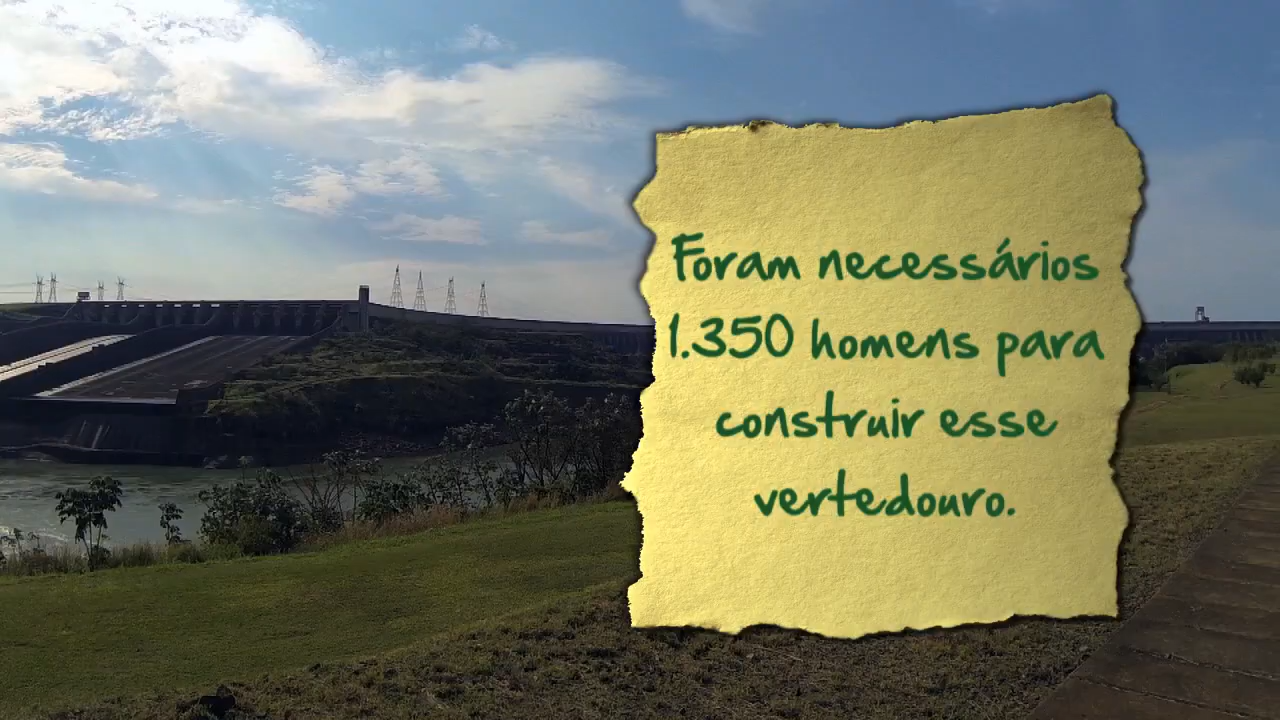 Foram necessários
1.350 homens para
construir esse
vertedouro.